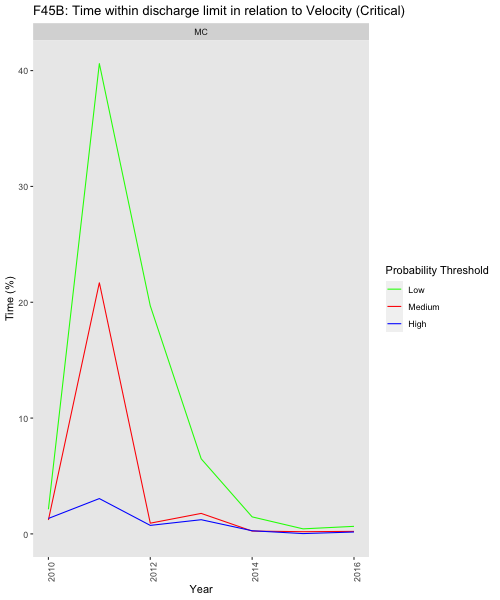 F45B: Time within discharge limit in relation to Velocity (Critical)
MC
40
30
20
10
0
Time (%)
2010
2012
2014
2016
Year
Probability Threshold
Low
Medium
High